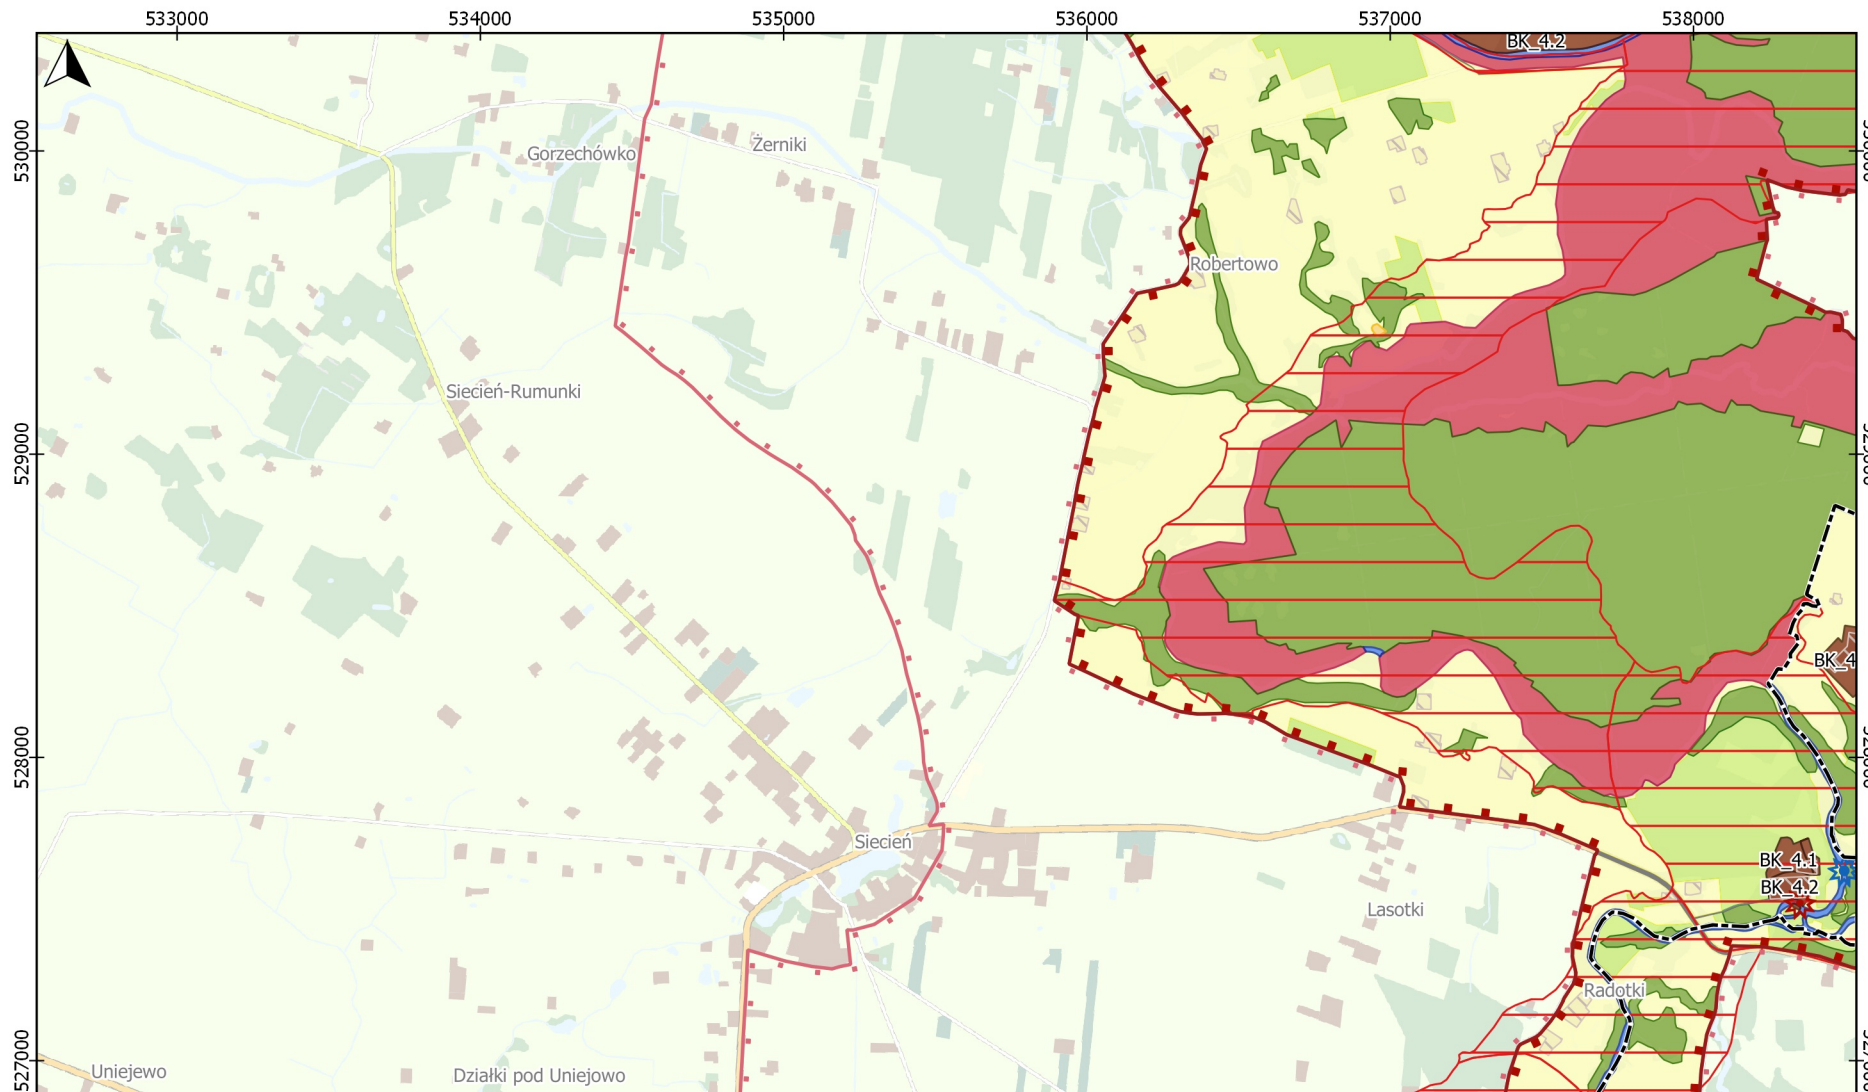 533000 534000 535000 536000 537000 538000
BK_4.2
530000
Gorzechówko
Żerniki
Robertowo
Siecień-Rumunki
529000
BK_4
528000
Siecień
BK_4.1
BK_4.2
Lasotki
Radotki
527000
Uniejewo
Działki pod Uniejowo